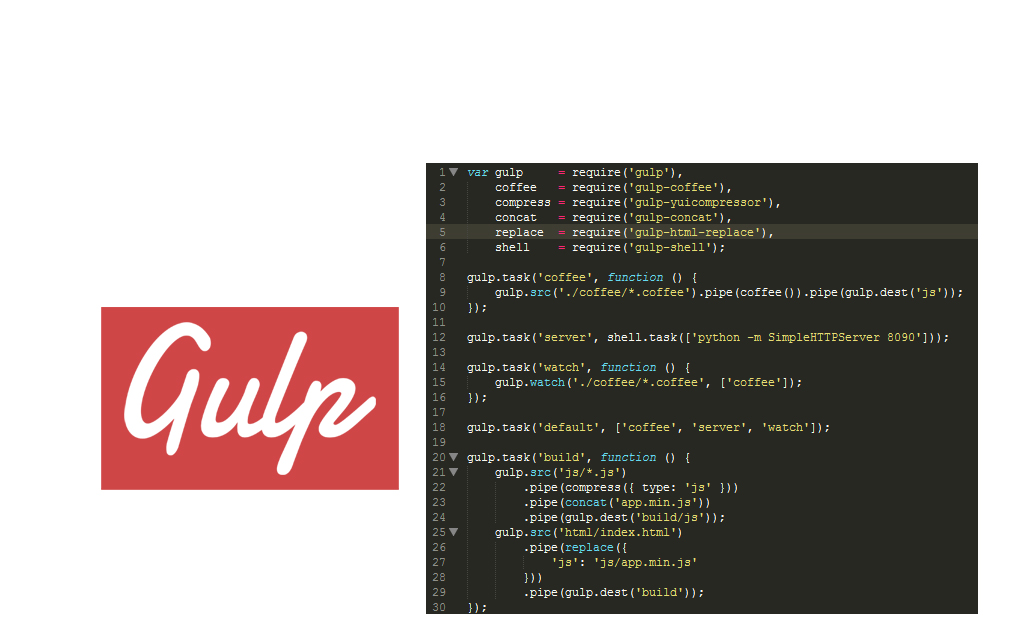 Gulp
1 var gulp     = require('gulp'),
2     coffee   = require('gulp-coffee'),
3     compress = require('gulp-yuicompressor'),
4     concat   = require('gulp-concat'),
5     replace  = require('gulp-html-replace'),
6     shell    = require('gulp-shell');
7
8 gulp.task('coffee', function () {
9     gulp.src('./coffee/*.coffee').pipe(coffee()).pipe(gulp.dest('js'));
10 });
11
12 gulp.task('server', shell.task(['python -m SimpleHTTPServer 8090']));
13
14 gulp.task('watch', function () {
15     gulp.watch('./coffee/*.coffee', ['coffee']);
16 });
17
18 gulp.task('default', ['coffee', 'server', 'watch']);
19
20 gulp.task('build', function () {
21     gulp.src('js/*.js')
22         .pipe(compress({ type: 'js' }))
23         .pipe(concat('app.min.js'))
24         .pipe(gulp.dest('build/js'));
25     gulp.src('html/index.html')
26         .pipe(replace({
27             'js': 'js/app.min.js'
28         }))
29         .pipe(gulp.dest('build'));
30 });